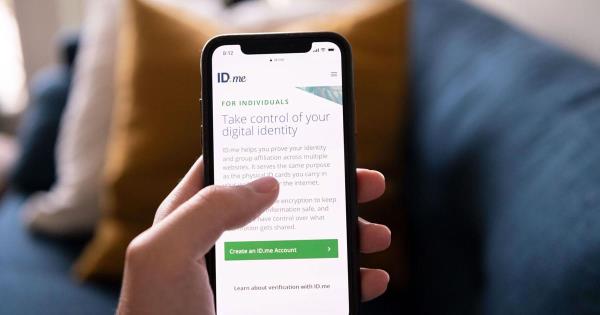 8:12
ID.me
FOR INDIVIDUALS
Take control of your
digital identity
ID.me helps you prove your identity
and group affiliation across multiple
websites. It serves the same purpose
as the physical ID cards you carry in
the internet.
encryption to keep
information safe, and
have control over what
gets shared.
Create an ID.me Account >
Learn about verification with ID.me